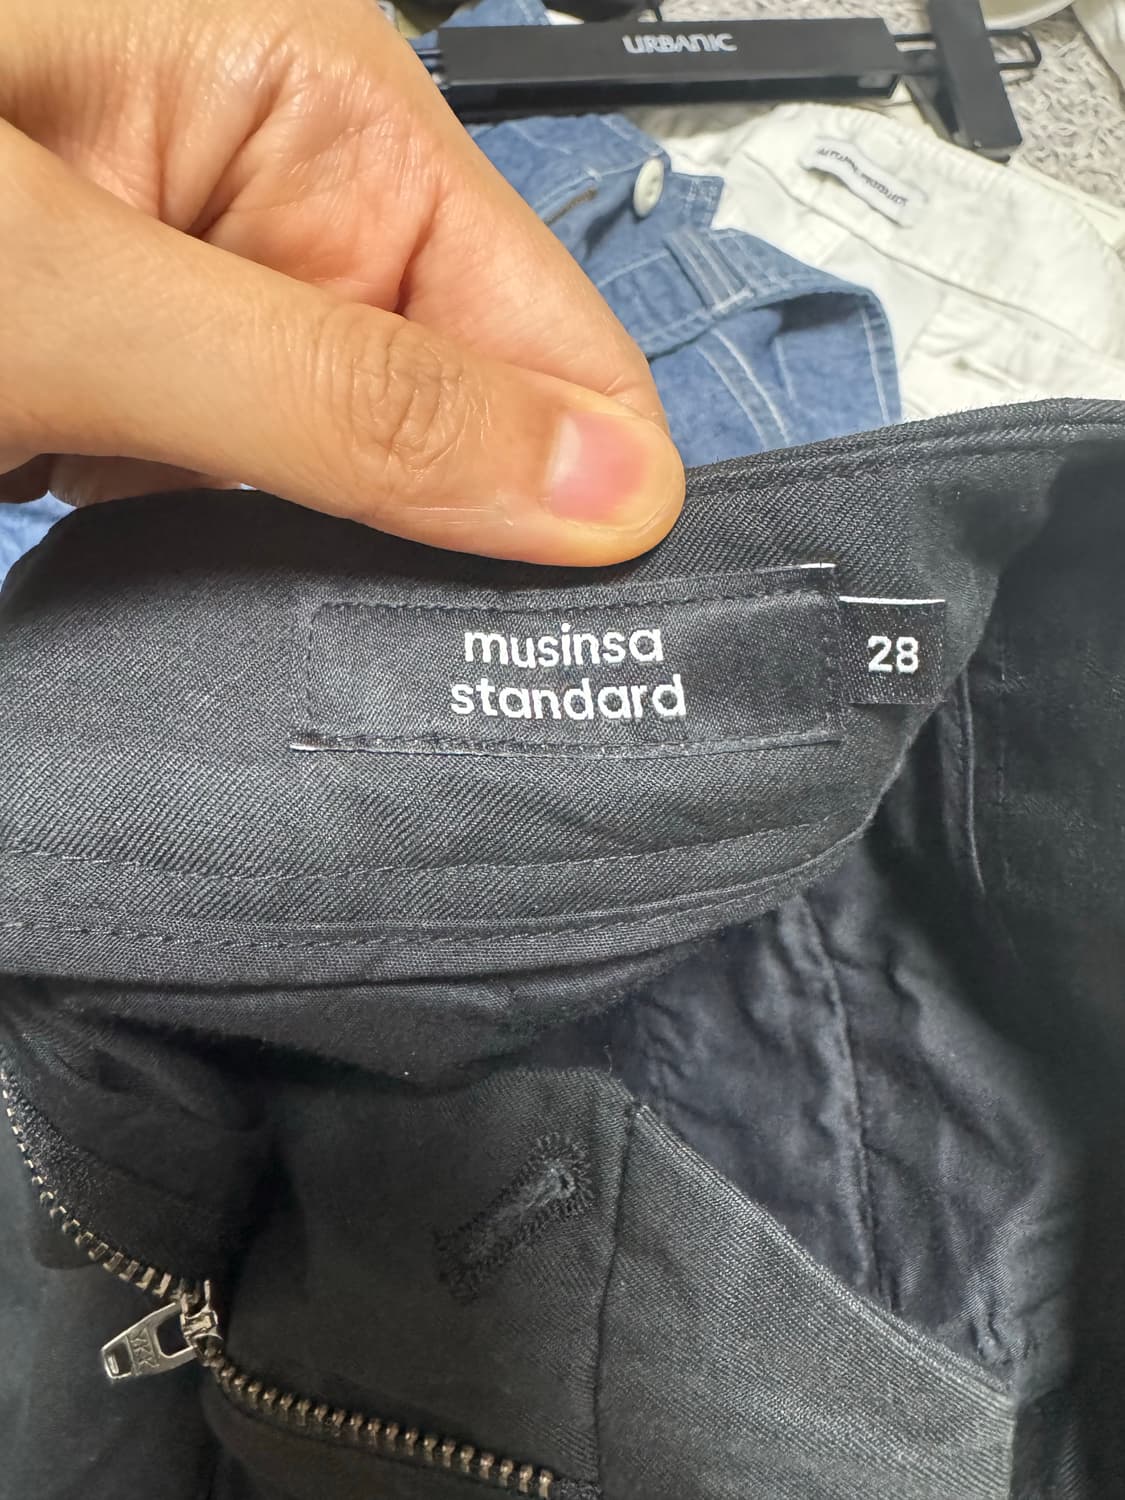 URBANIC
musinsa
standard
28
YKK